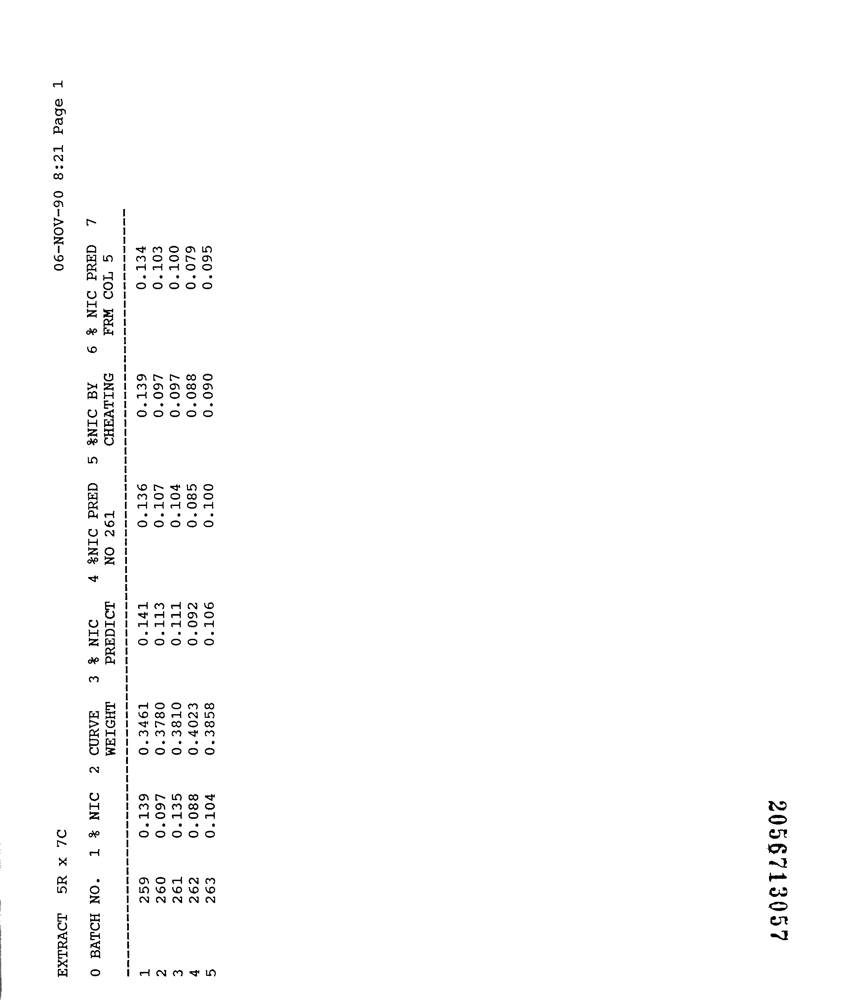 EXTRACT 5R x 7C 06-NOV-90 8:21 Page 1
0 BATCH NO. 1 % NIC 2 CURVE 3 % NIC 4 %NIC PRED 5 %NIC BY 6 % NIC PRED 7
WEIGHT PREDICT NO 261 CHEATING FRM COL 5
--------------------------------------------------------------------------------
1 259 0.139 0.3461 0.141 0.136 0.139 0.134
2 260 0.097 0.3780 0.113 0.107 0.097 0.103
3 261 0.135 0.3810 0.111 0.104 0.097 0.100
4 262 0.088 0.4023 0.092 0.085 0.088 0.079
5 263 0.104 0.3858 0.106 0.100 0.090 0.095
2056713057